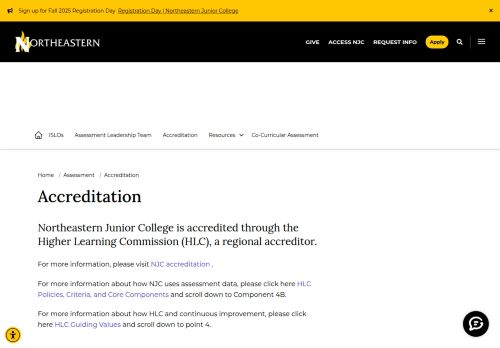 Sign up for Fall 2025 Registration Day Registration Day | Northeastern Junior College ×
NORTHEASTERN GIVE ACCESS NJC REQUEST INFO Apply
ISLOs Assessment Leadership Team Accreditation Resources Co-Curricular Assessment
Home / Assessment / Accreditation
Accreditation
Northeastern Junior College is accredited through the
Higher Learning Commission (HLC), a regional accreditor.
For more information, please visit NJC accreditation .
For more information about how NJC uses assessment data, please click here HLC
Policies, Criteria, and Core Components and scroll down to Component 4B.
For more information about how HLC and continuous improvement, please click
here HLC Guiding Values and scroll down to point 4.